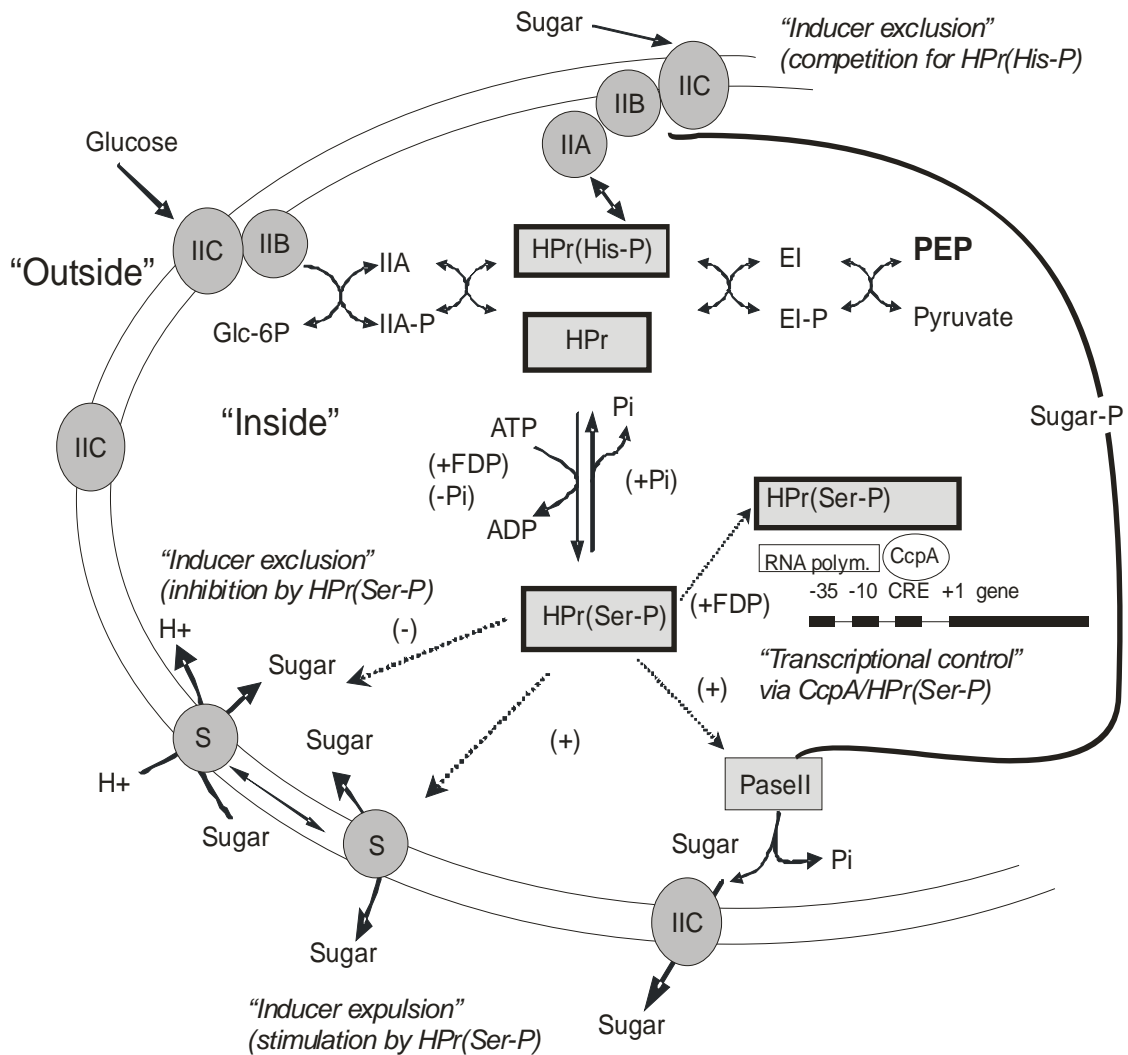 Sugar
“Inducer exclusion”
(competition for HPr(His-P)
IIC
IIB
IIA
Glucose
IIC
IIB
“Outside”
HPr(His-P)
IIA
EI
PEP
Glc-6P
IIA-P
HPr
EI-P
Pyruvate
“Inside”
IIC
Sugar-P
ATP
Pi
(+FDP)
(-Pi)
(+Pi)
ADP
HPr(Ser-P)
RNA polym.
CcpA
-35 -10 CRE +1 gene
“Inducer exclusion”
(inhibition by HPr(Ser-P)
HPr(Ser-P)
(+FDP)
“Transcriptional control”
via CcpA/HPr(Ser-P)
H+
(-)
Sugar
(+)
S
Sugar
(+)
H+
Sugar
PaseII
S
Sugar
Pi
IIC
Sugar
“Inducer expulsion”
(stimulation by HPr(Ser-P)
Sugar